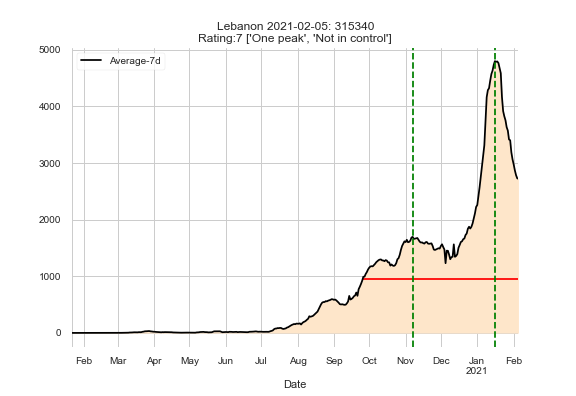 Lebanon 2021-02-05: 315340
Rating:7 ['One peak', 'Not in control']
5000
Average-7d
4000
3000
2000
1000
0
Feb Mar Apr May Jun Jul Aug Sep Oct Nov Dec Jan Feb
2021
Date